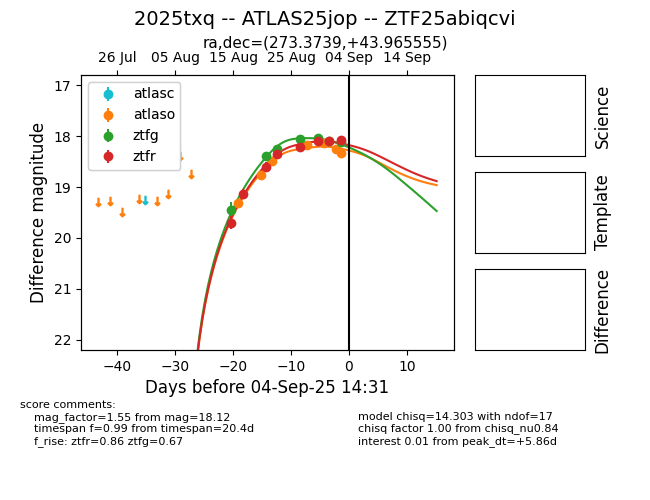 2025txq -- ATLAS25jop -- ZTF25abiqcvi
ra,dec=(273.3739,+43.965555)
26 Jul 05 Aug 15 Aug 25 Aug 04 Sep 14 Sep
atlasc
atlaso
ztfg
ztfr
17
18
19
20
21
22
Difference magnitude
−40 −30 −20 −10 0 10
Days before 04-Sep-25 14:31
Science
Template
Difference
score comments:
mag_factor=1.55 from mag=18.12
timespan f=0.99 from timespan=20.4d
f_rise: ztfr=0.86 ztfg=0.67
model chisq=14.303 with ndof=17
chisq factor 1.00 from chisq_nu0.84
interest 0.01 from peak_dt=+5.86d